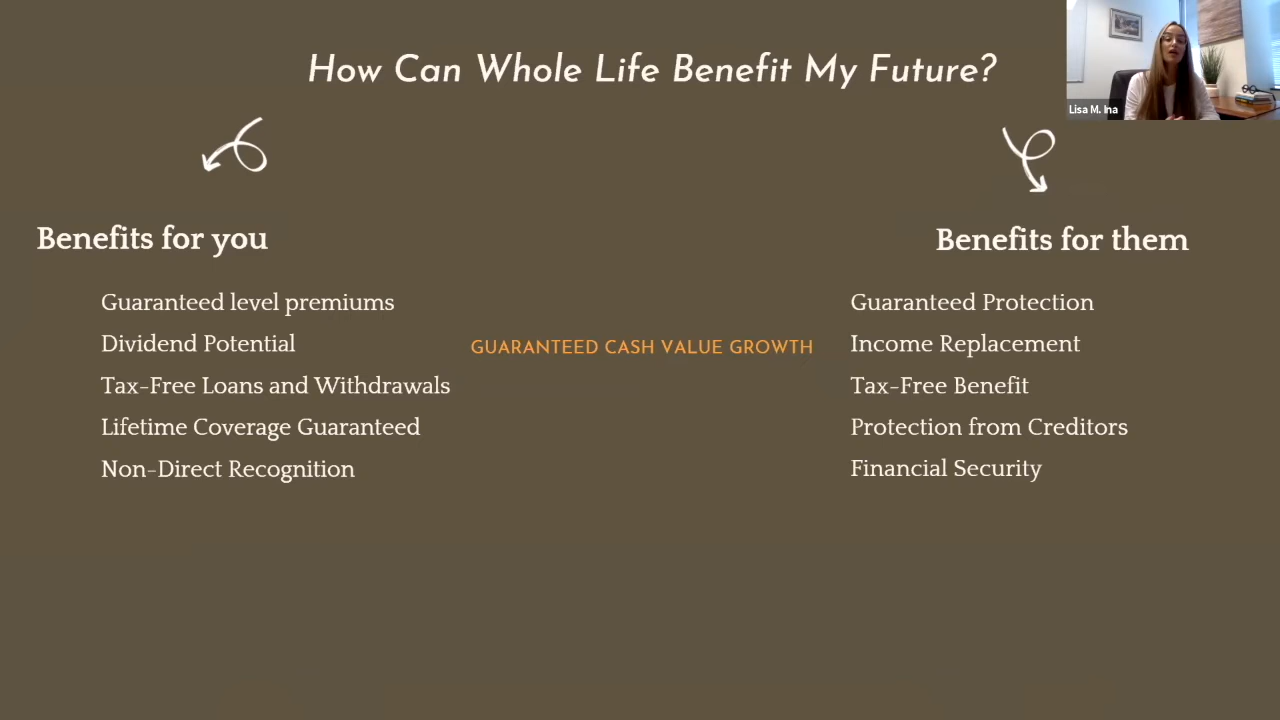 How Can Whole Life Benefit My Future?
Lisa M. Ina
Benefits for you
Guaranteed level premiums
Dividend Potential
Tax-Free Loans and Withdrawals
Lifetime Coverage Guaranteed
Non-Direct Recognition
GUARANTEED CASH VALUE GROWTH
Benefits for them
Guaranteed Protection
Income Replacement
Tax-Free Benefit
Protection from Creditors
Financial Security